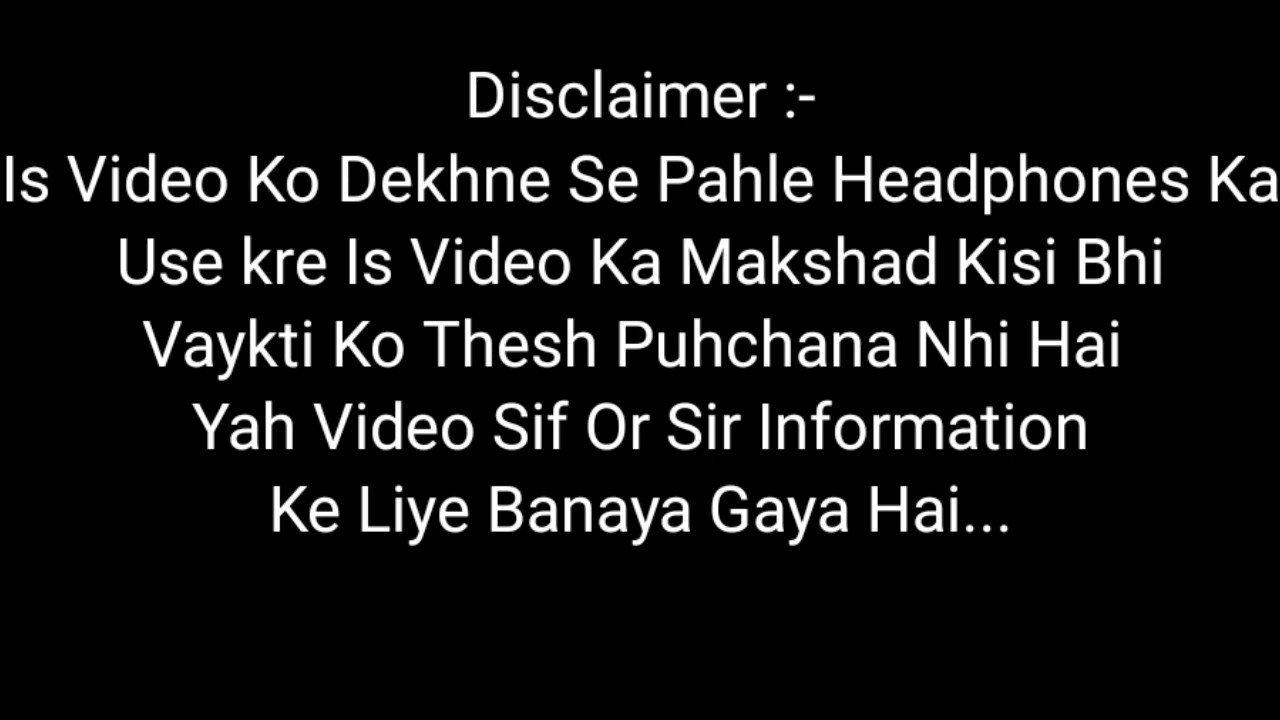 Disclaimer :-
Is Video Ko Dekhne Se Pahle Headphones Ka
Use kre Is Video Ka Makshad Kisi Bhi
Vaykti Ko Thesh Puhchana Nhi Hai
Yah Video Sif Or Sir Information
Ke Liye Banaya Gaya Hai...